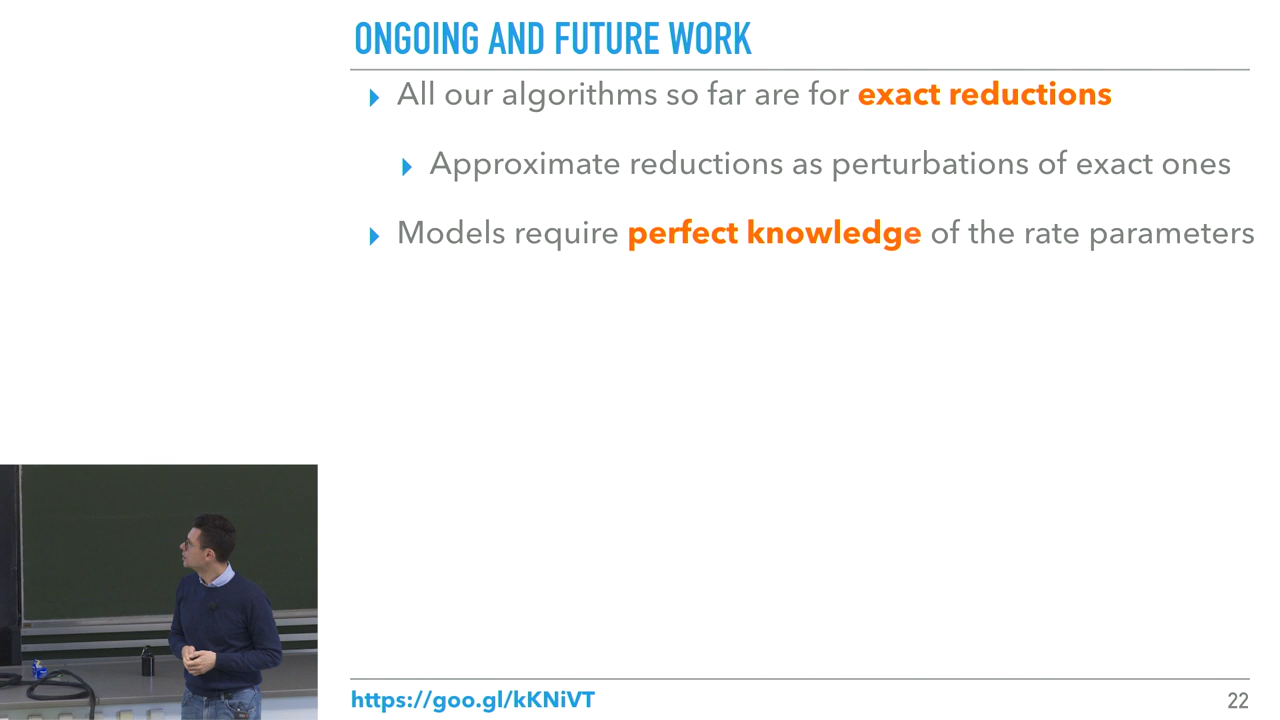 ONGOING AND FUTURE WORK
All our algorithms so far are for exact reductions
Approximate reductions as perturbations of exact ones
Models require perfect knowledge of the rate parameters
https://goo.gl/kKNiVT
22